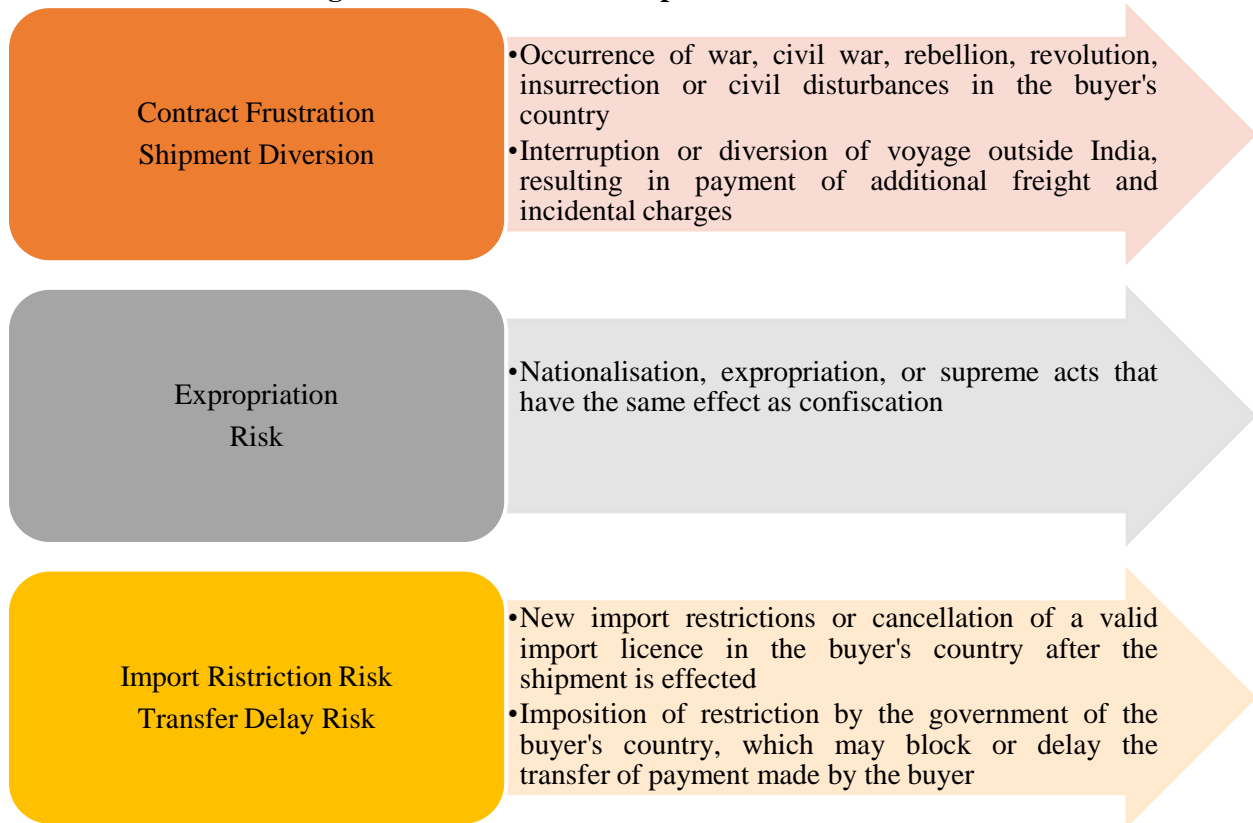 Contract Frustration
Shipment Diversion
•Occurrence of war, civil war, rebellion, revolution,
insurrection or civil disturbances in the buyer's
country
•Interruption or diversion of voyage outside India,
resulting in payment of additional freight and
incidental charges
Expropriation
Risk
•Nationalisation, expropriation, or supreme acts that
have the same effect as confiscation
Import Ristriction Risk
Transfer Delay Risk
•New import restrictions or cancellation of a valid
import licence in the buyer's country after the
shipment is effected
•Imposition of restriction by the government of the
buyer's country, which may block or delay the
transfer of payment made by the buyer